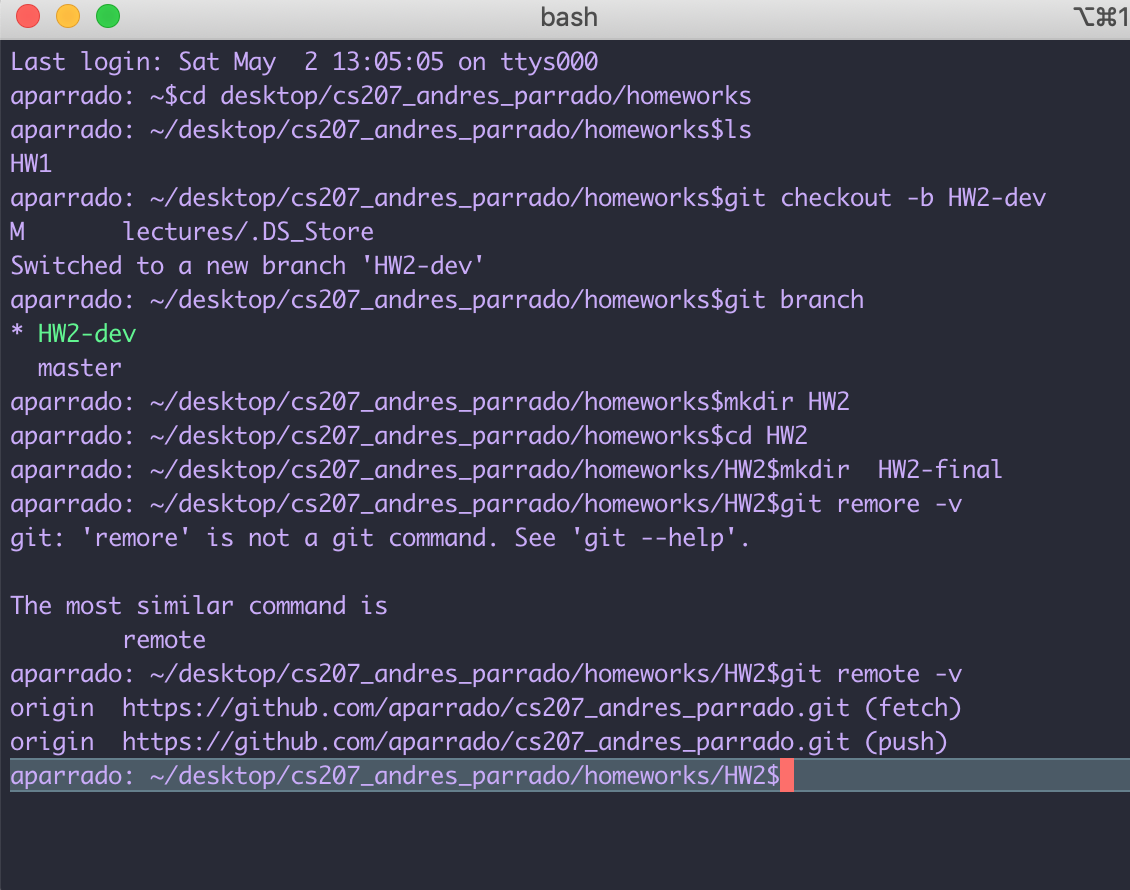 bash
⌥⌘1
Last login: Sat May  2 13:05:05 on ttys000
aparrado: ~$cd desktop/cs207_andres_parrado/homeworks
aparrado: ~/desktop/cs207_andres_parrado/homeworks$ls
HW1
aparrado: ~/desktop/cs207_andres_parrado/homeworks$git checkout -b HW2-dev
M       lectures/.DS_Store
Switched to a new branch 'HW2-dev'
aparrado: ~/desktop/cs207_andres_parrado/homeworks$git branch
* HW2-dev
  master
aparrado: ~/desktop/cs207_andres_parrado/homeworks$mkdir HW2
aparrado: ~/desktop/cs207_andres_parrado/homeworks$cd HW2
aparrado: ~/desktop/cs207_andres_parrado/homeworks/HW2$mkdir  HW2-final
aparrado: ~/desktop/cs207_andres_parrado/homeworks/HW2$git remore -v
git: 'remore' is not a git command. See 'git --help'.

The most similar command is
        remote
aparrado: ~/desktop/cs207_andres_parrado/homeworks/HW2$git remote -v
origin  https://github.com/aparrado/cs207_andres_parrado.git (fetch)
origin  https://github.com/aparrado/cs207_andres_parrado.git (push)
aparrado: ~/desktop/cs207_andres_parrado/homeworks/HW2$